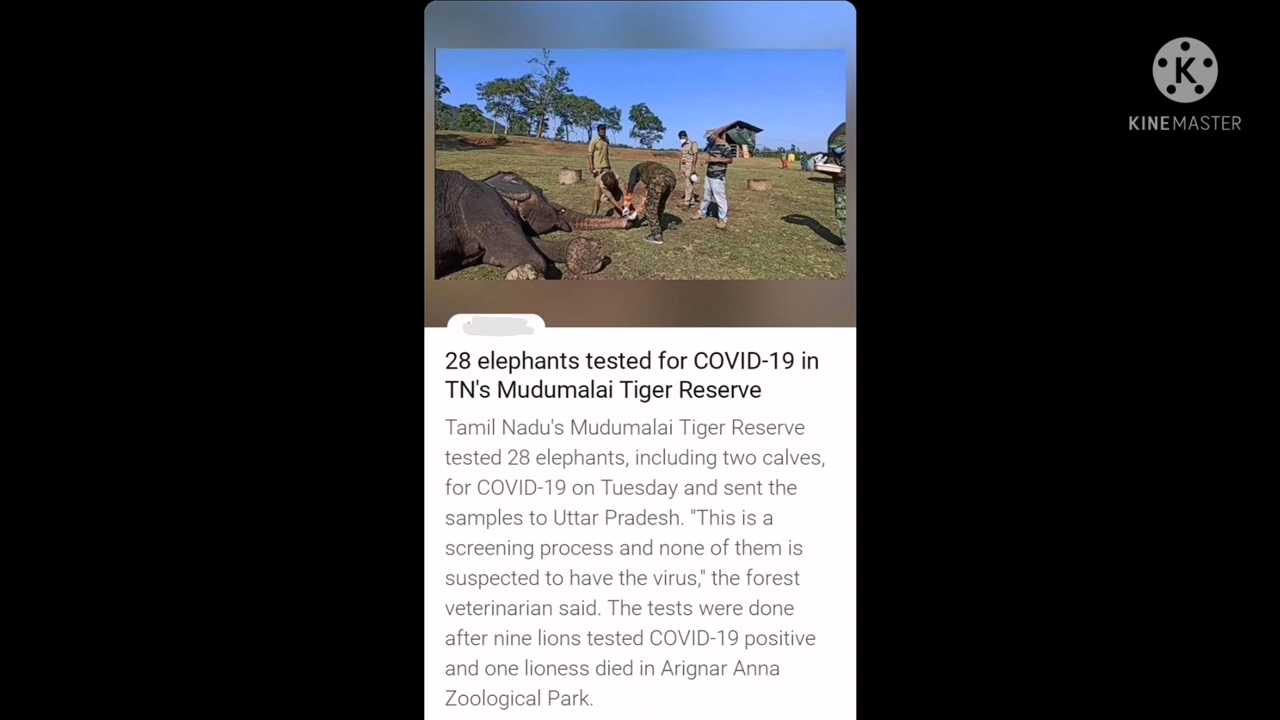 K
KINEMASTER
28 elephants tested for COVID-19 in
TN's Mudumalai Tiger Reserve
Tamil Nadu's Mudumalai Tiger Reserve
tested 28 elephants, including two calves,
for COVID-19 on Tuesday and sent the
samples to Uttar Pradesh. "This is a
screening process and none of them is
suspected to have the virus," the forest
veterinarian said. The tests were done
after nine lions tested COVID-19 positive
and one lioness died in Arignar Anna
Zoological Park.